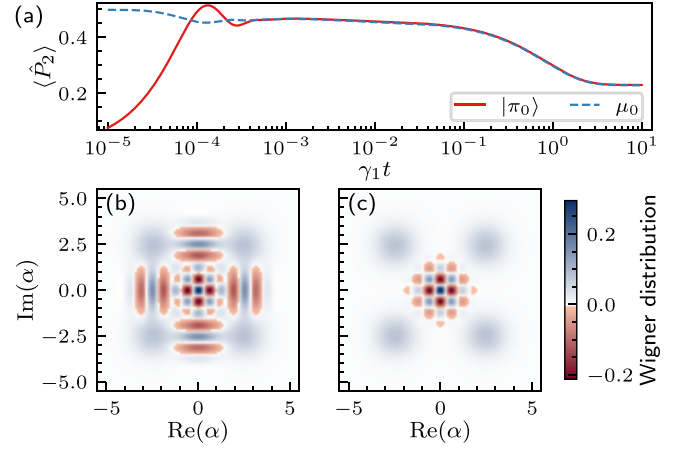 (a)
⟨P̂₂⟩
0.4
0.2
|π₀⟩ μ₀
10⁻⁵ 10⁻⁴ 10⁻³ 10⁻² 10⁻¹ 10⁰ 10¹
γ₁t
(b) (c)
Im(α)
5.0
2.5
0.0
−2.5
−5.0
−5 0 5
Re(α)
−5 0 5
Re(α)
0.2
0.0
−0.2
Wigner distribution